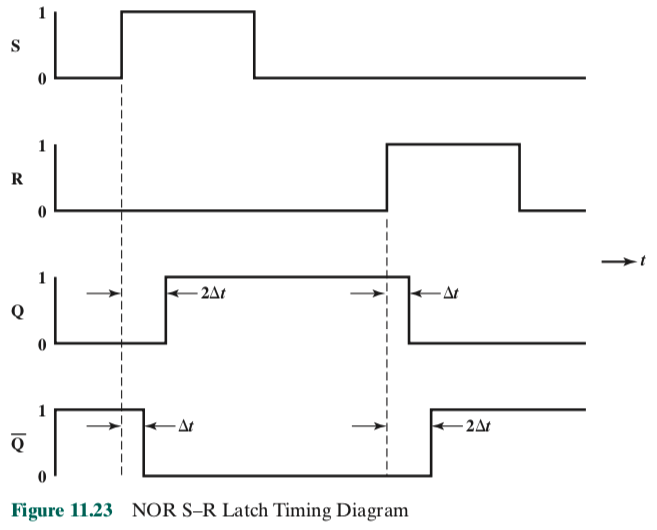 1
S
0
1
R
0
t
1
2Δt
Δt
Q
0
1
Δt
2Δt
Q̅
0
Figure 11.23 NOR S–R Latch Timing Diagram